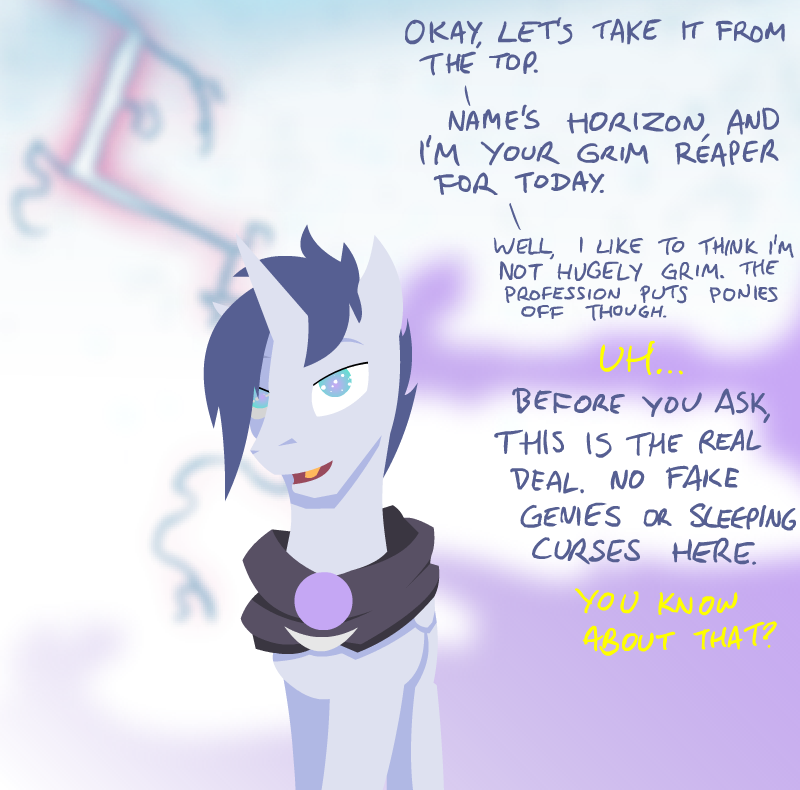 OKAY, LET'S TAKE IT FROM
THE TOP.
NAME'S HORIZON, AND
I'M YOUR GRIM REAPER
FOR TODAY.
WELL, I LIKE TO THINK I'M
NOT HUGELY GRIM. THE
PROFESSION PUTS PONIES
OFF THOUGH.
UH...
BEFORE YOU ASK,
THIS IS THE REAL
DEAL. NO FAKE
GENIES OR SLEEPING
CURSES HERE.
YOU KNOW
ABOUT THAT?